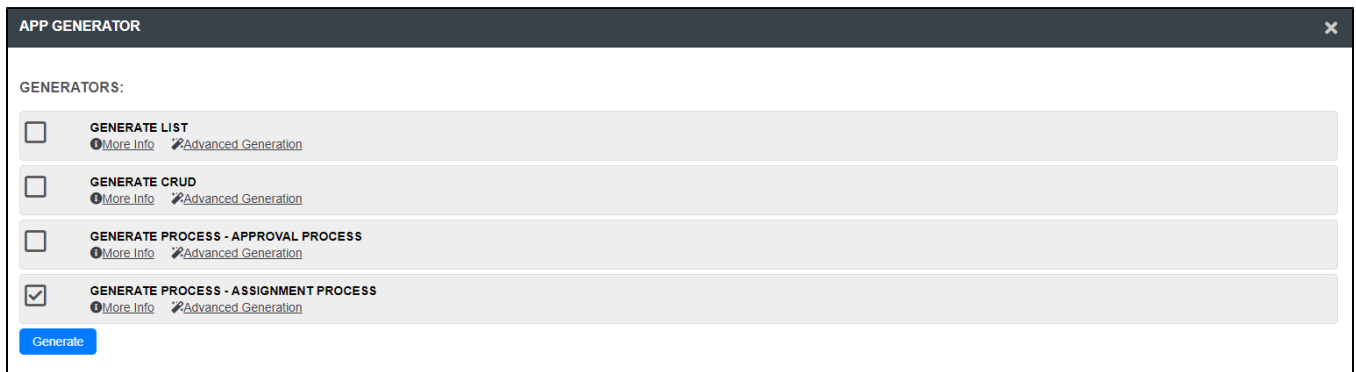 APP GENERATOR
GENERATORS:
GENERATE LIST
More Info Advanced Generation
GENERATE CRUD
More Info Advanced Generation
GENERATE PROCESS - APPROVAL PROCESS
More Info Advanced Generation
GENERATE PROCESS - ASSIGNMENT PROCESS
More Info Advanced Generation
Generate